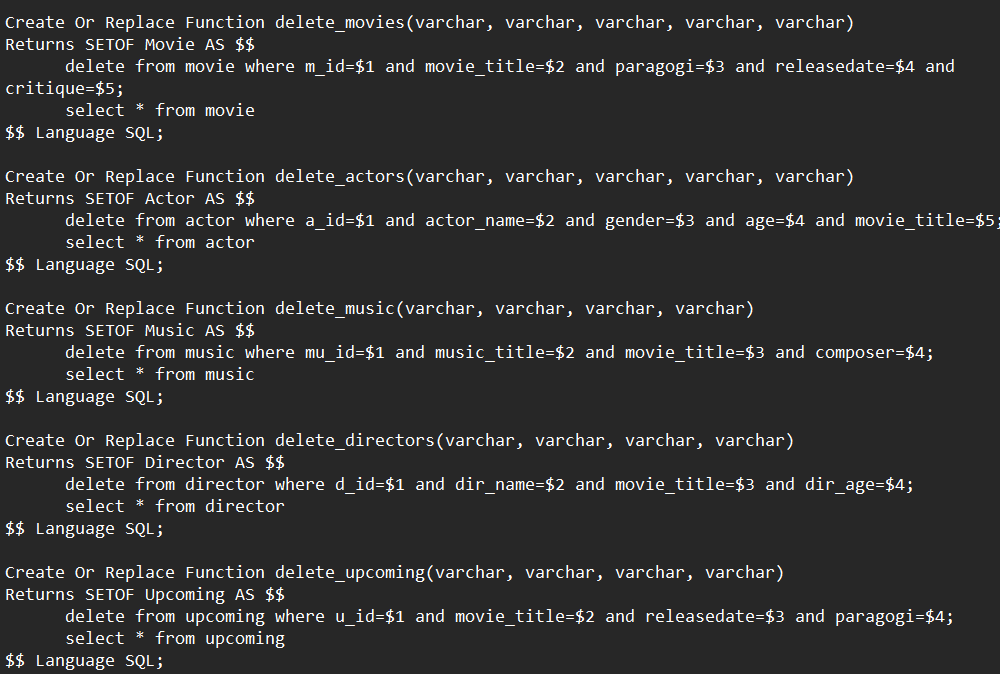 Create Or Replace Function delete_movies(varchar, varchar, varchar, varchar, varchar)
Returns SETOF Movie AS $$
delete from movie where m_id=$1 and movie_title=$2 and paragogi=$3 and releasedate=$4 and
critique=$5;
select * from movie
$$ Language SQL;
Create Or Replace Function delete_actors(varchar, varchar, varchar, varchar, varchar)
Returns SETOF Actor AS $$
delete from actor where a_id=$1 and actor_name=$2 and gender=$3 and age=$4 and movie_title=$5;
select * from actor
$$ Language SQL;
Create Or Replace Function delete_music(varchar, varchar, varchar, varchar)
Returns SETOF Music AS $$
delete from music where mu_id=$1 and music_title=$2 and movie_title=$3 and composer=$4;
select * from music
$$ Language SQL;
Create Or Replace Function delete_directors(varchar, varchar, varchar, varchar)
Returns SETOF Director AS $$
delete from director where d_id=$1 and dir_name=$2 and movie_title=$3 and dir_age=$4;
select * from director
$$ Language SQL;
Create Or Replace Function delete_upcoming(varchar, varchar, varchar, varchar)
Returns SETOF Upcoming AS $$
delete from upcoming where u_id=$1 and movie_title=$2 and releasedate=$3 and paragogi=$4;
select * from upcoming
$$ Language SQL;